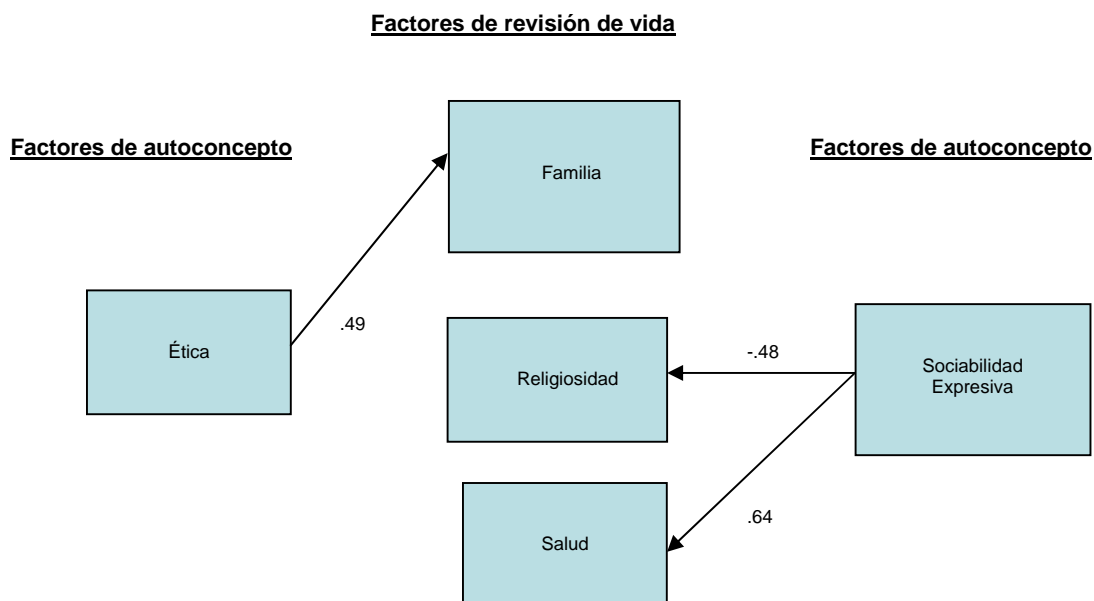 Factores de revisión de vida
Factores de autoconcepto
Factores de autoconcepto
Familia
Ética
.49
Religiosidad
-.48
Sociabilidad
Expresiva
.64
Salud